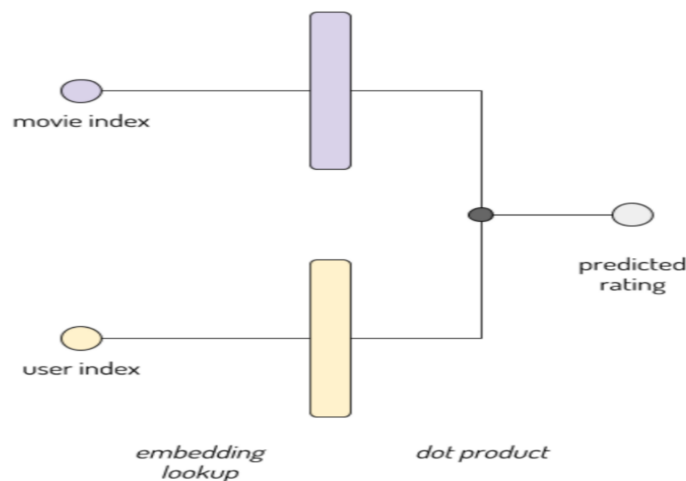 movie index
predicted
rating
user index
embedding
lookup
dot product